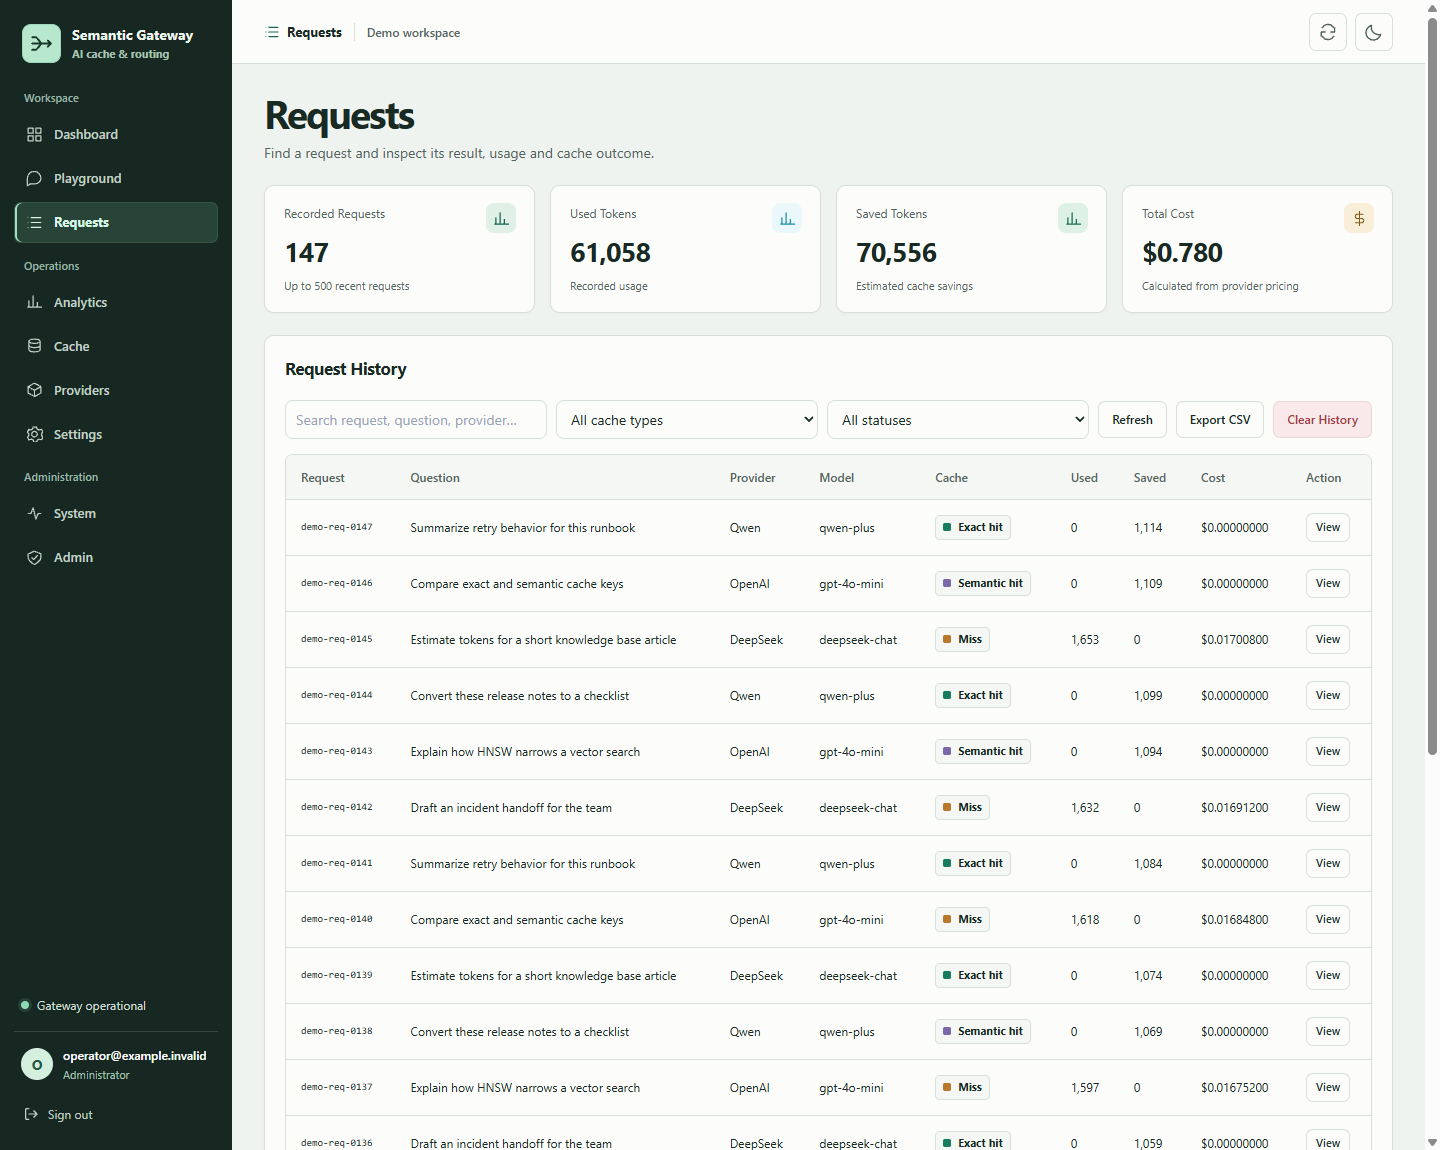 Semantic Gateway
AI cache & routing
Workspace
Dashboard
Playground
Requests
Operations
Analytics
Cache
Providers
Settings
Administration
System
Admin
Gateway operational
O
operator@example.invalid
Administrator
Sign out
Requests
Demo workspace
Requests
Find a request and inspect its result, usage and cache outcome.
Recorded Requests
147
Up to 500 recent requests
Used Tokens
61,058
Recorded usage
Saved Tokens
70,556
Estimated cache savings
Total Cost
$
$0.780
Calculated from provider pricing
Request History
Search request, question, provider... All cache types All statuses Refresh Export CSV Clear History
Request Question Provider Model Cache Used Saved Cost Action
demo-req-0147 Summarize retry behavior for this runbook Qwen qwen-plus Exact hit 0 1,114 $0.00000000 View
demo-req-0146 Compare exact and semantic cache keys OpenAI gpt-4o-mini Semantic hit 0 1,109 $0.00000000 View
demo-req-0145 Estimate tokens for a short knowledge base article DeepSeek deepseek-chat Miss 1,653 0 $0.01700800 View
demo-req-0144 Convert these release notes to a checklist Qwen qwen-plus Exact hit 0 1,099 $0.00000000 View
demo-req-0143 Explain how HNSW narrows a vector search OpenAI gpt-4o-mini Semantic hit 0 1,094 $0.00000000 View
demo-req-0142 Draft an incident handoff for the team DeepSeek deepseek-chat Miss 1,632 0 $0.01691200 View
demo-req-0141 Summarize retry behavior for this runbook Qwen qwen-plus Exact hit 0 1,084 $0.00000000 View
demo-req-0140 Compare exact and semantic cache keys OpenAI gpt-4o-mini Miss 1,618 0 $0.01684800 View
demo-req-0139 Estimate tokens for a short knowledge base article DeepSeek deepseek-chat Exact hit 0 1,074 $0.00000000 View
demo-req-0138 Convert these release notes to a checklist Qwen qwen-plus Semantic hit 0 1,069 $0.00000000 View
demo-req-0137 Explain how HNSW narrows a vector search OpenAI gpt-4o-mini Miss 1,597 0 $0.01675200 View
demo-req-0136 Draft an incident handoff for the team DeepSeek deepseek-chat Exact hit 0 1,059 $0.00000000 View